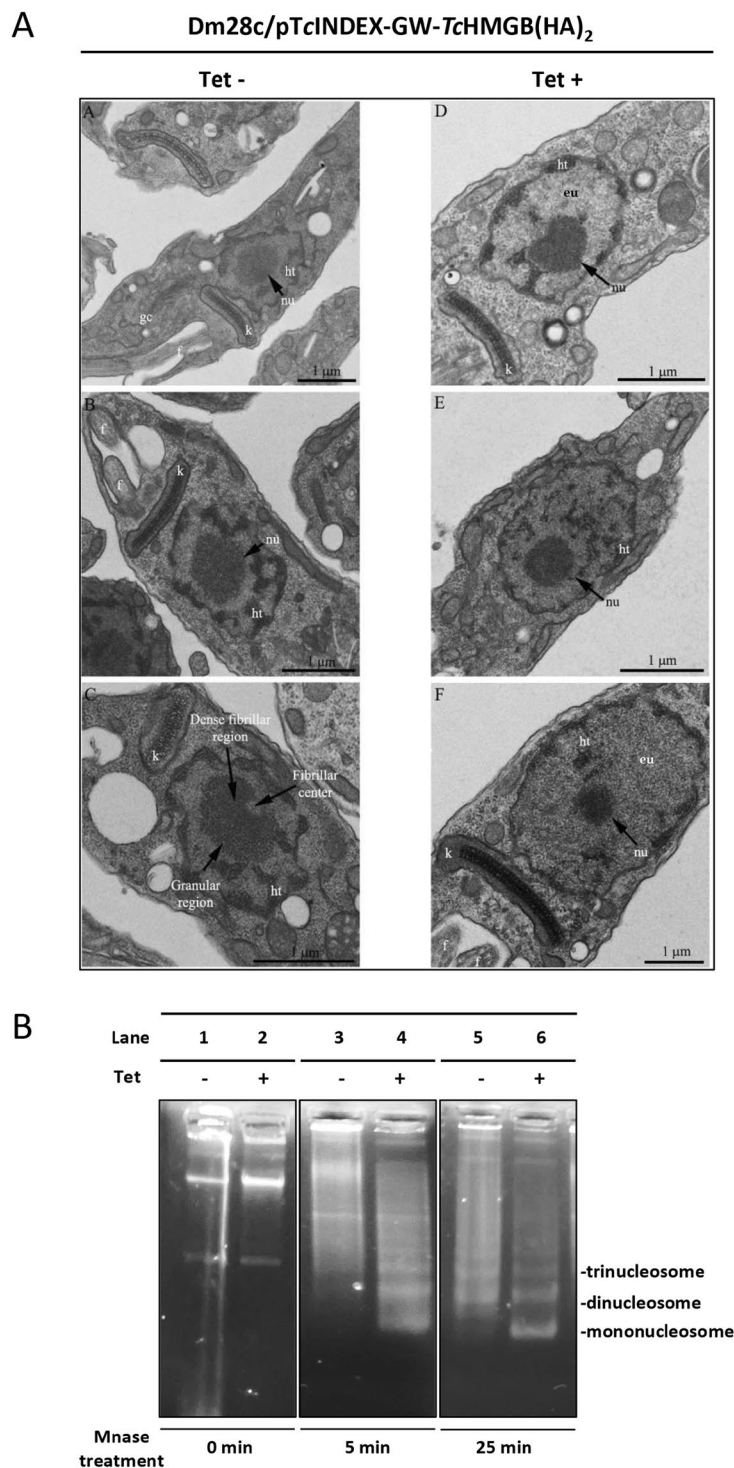 A
Dm28c/pTcINDEX-GW-TcHMGB(HA)2
Tet - Tet +
A
ht
nu
gc
k
f
1 µm
D
ht
eu
nu
k
1 µm
B
f
k
f
nu
ht
1 µm
E
ht
nu
1 µm
C
Dense fibrillar
region
k
Fibrillar
center
Granular
region
ht
1 µm
F
ht
eu
k
nu
f
f
1 µm
B
Lane 1 2 3 4 5 6
Tet - + - + - +
-trinucleosome
-dinucleosome
-mononucleosome
Mnase
treatment
0 min 5 min 25 min